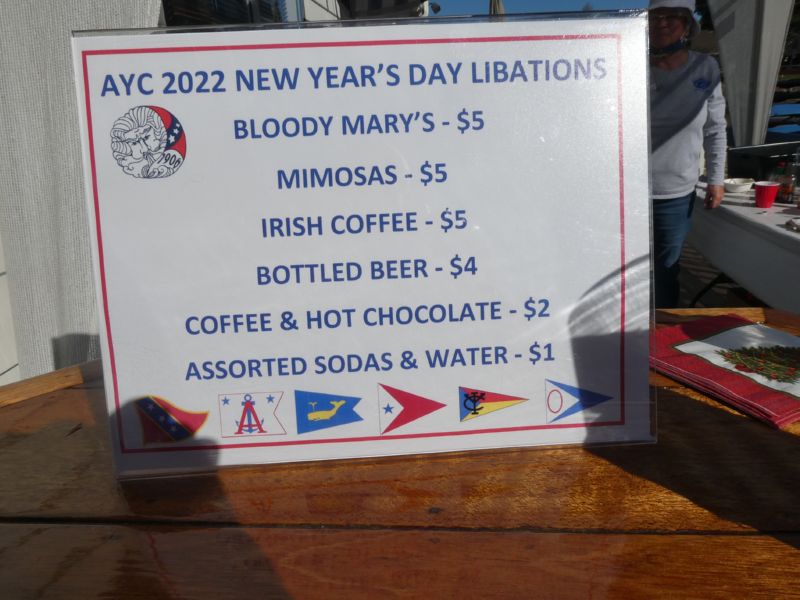 AYC 2022 NEW YEAR'S DAY LIBATIONS
1906
BLOODY MARY'S - $5
MIMOSAS - $5
IRISH COFFEE - $5
BOTTLED BEER - $4
COFFEE & HOT CHOCOLATE - $2
ASSORTED SODAS & WATER - $1
A